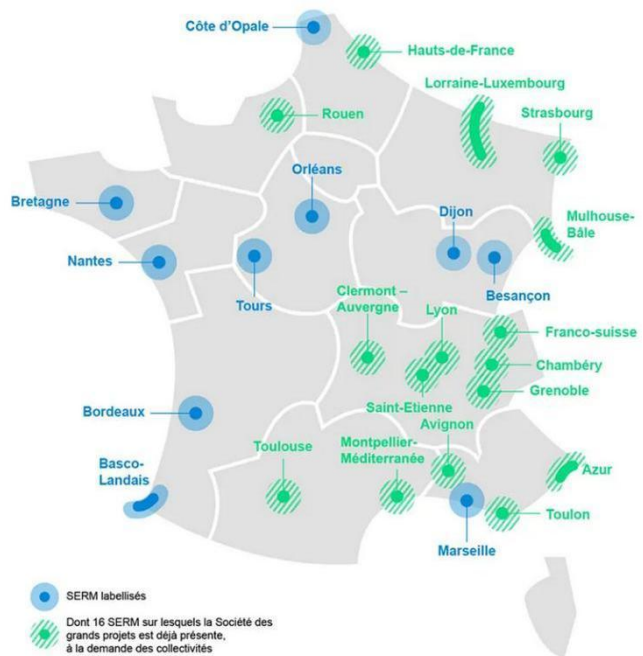 Côte d'Opale
Hauts-de-France
Lorraine-Luxembourg
Strasbourg
Rouen
Orléans
Bretagne
Dijon
Mulhouse-
Bâle
Nantes
Tours
Besançon
Clermont –
Auvergne
Lyon
Franco-suisse
Chambéry
Grenoble
Saint-Etienne
Bordeaux
Avignon
Toulouse
Montpellier-
Méditerranée
Basco-
Landais
Azur
Toulon
Marseille
SERM labellisés
Dont 16 SERM sur lesquels la Société des
grands projets est déjà présente,
à la demande des collectivités